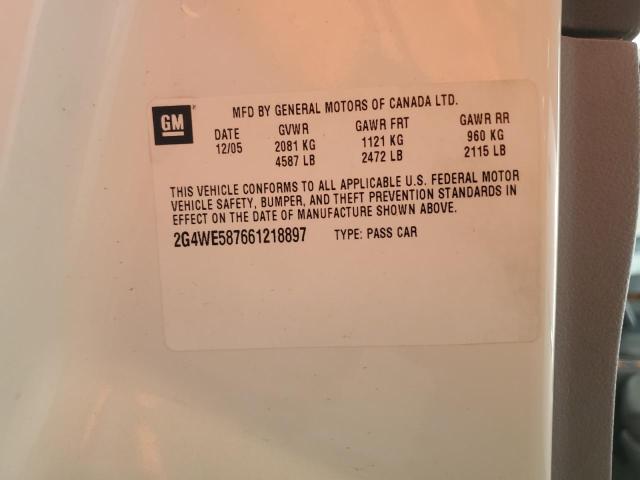 GM
MFD BY GENERAL MOTORS OF CANADA LTD.
DATE GVWR GAWR FRT GAWR RR
12/05 2081 KG 1121 KG 960 KG
4587 LB 2472 LB 2115 LB
THIS VEHICLE CONFORMS TO ALL APPLICABLE U.S. FEDERAL MOTOR
VEHICLE SAFETY, BUMPER, AND THEFT PREVENTION STANDARDS IN
EFFECT ON THE DATE OF MANUFACTURE SHOWN ABOVE.
2G4WE587661218897 TYPE: PASS CAR